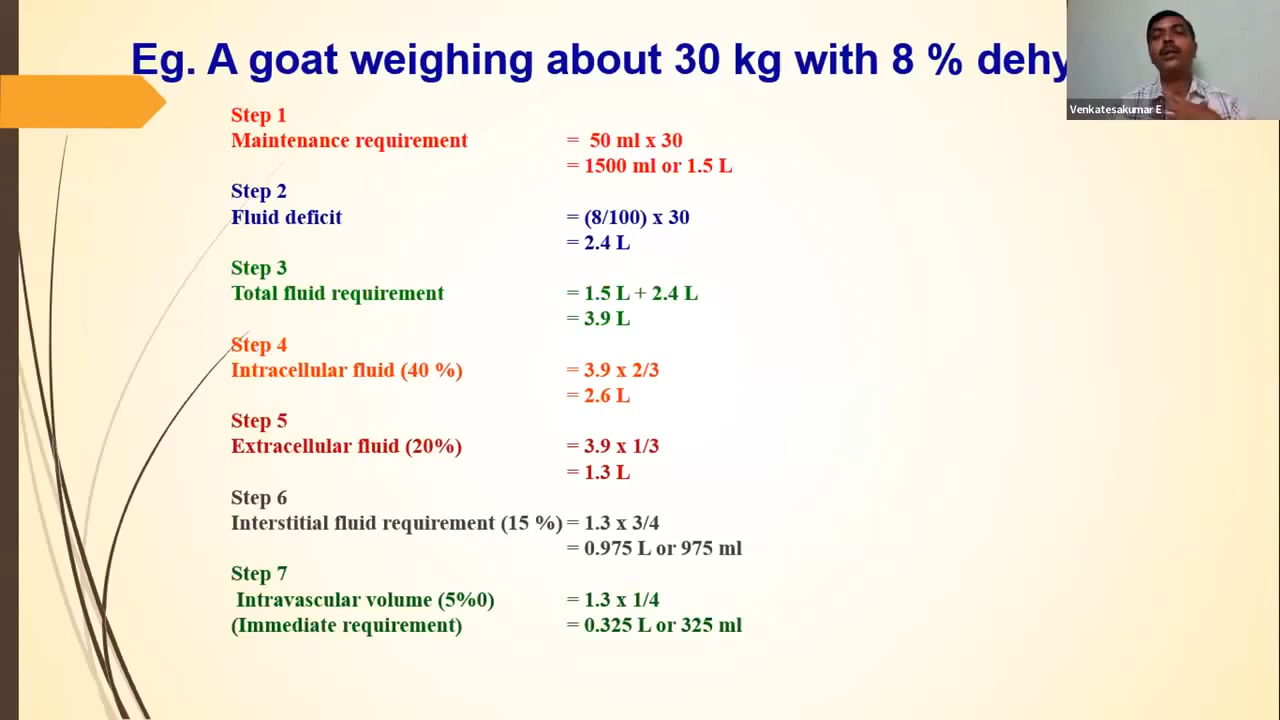 Eg. A goat weighing about 30 kg with 8 % dehy
Venkatesakumar E
Step 1
Maintenance requirement = 50 ml x 30
= 1500 ml or 1.5 L
Step 2
Fluid deficit = (8/100) x 30
= 2.4 L
Step 3
Total fluid requirement = 1.5 L + 2.4 L
= 3.9 L
Step 4
Intracellular fluid (40 %) = 3.9 x 2/3
= 2.6 L
Step 5
Extracellular fluid (20%) = 3.9 x 1/3
= 1.3 L
Step 6
Interstitial fluid requirement (15 %) = 1.3 x 3/4
= 0.975 L or 975 ml
Step 7
Intravascular volume (5%0) = 1.3 x 1/4
(Immediate requirement) = 0.325 L or 325 ml